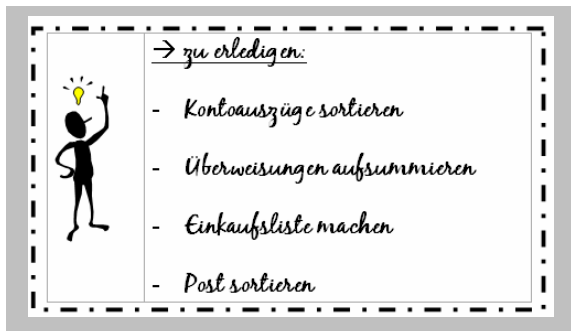 → zu erledigen:
- Kontoauszüge sortieren
- Überweisungen aufsummieren
- Einkaufsliste machen
- Post sortieren